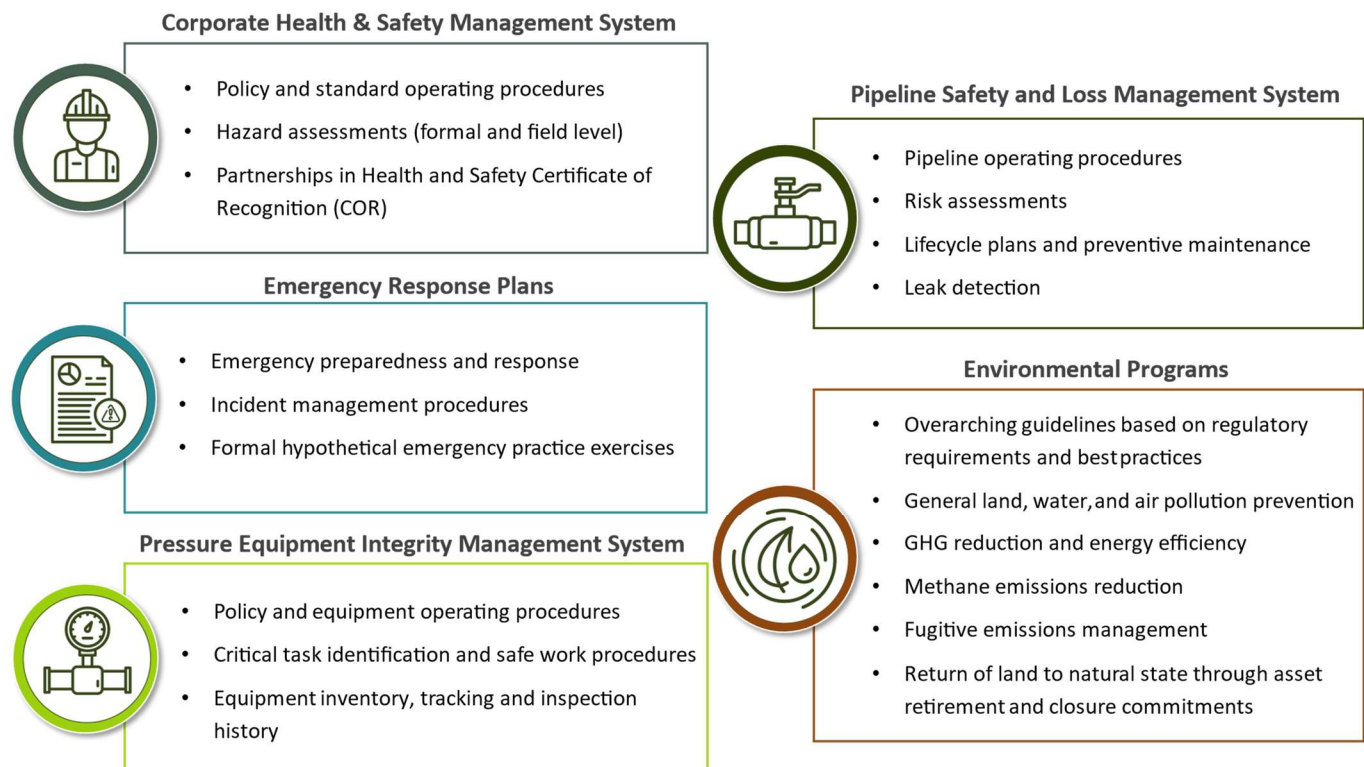 Corporate Health & Safety Management System
• Policy and standard operating procedures
• Hazard assessments (formal and field level)
• Partnerships in Health and Safety Certificate of
Recognition (COR)
Emergency Response Plans
• Emergency preparedness and response
• Incident management procedures
• Formal hypothetical emergency practice exercises
Pressure Equipment Integrity Management System
• Policy and equipment operating procedures
• Critical task identification and safe work procedures
• Equipment inventory, tracking and inspection
history
Pipeline Safety and Loss Management System
• Pipeline operating procedures
• Risk assessments
• Lifecycle plans and preventive maintenance
• Leak detection
Environmental Programs
• Overarching guidelines based on regulatory
requirements and best practices
• General land, water, and air pollution prevention
• GHG reduction and energy efficiency
• Methane emissions reduction
• Fugitive emissions management
• Return of land to natural state through asset
retirement and closure commitments